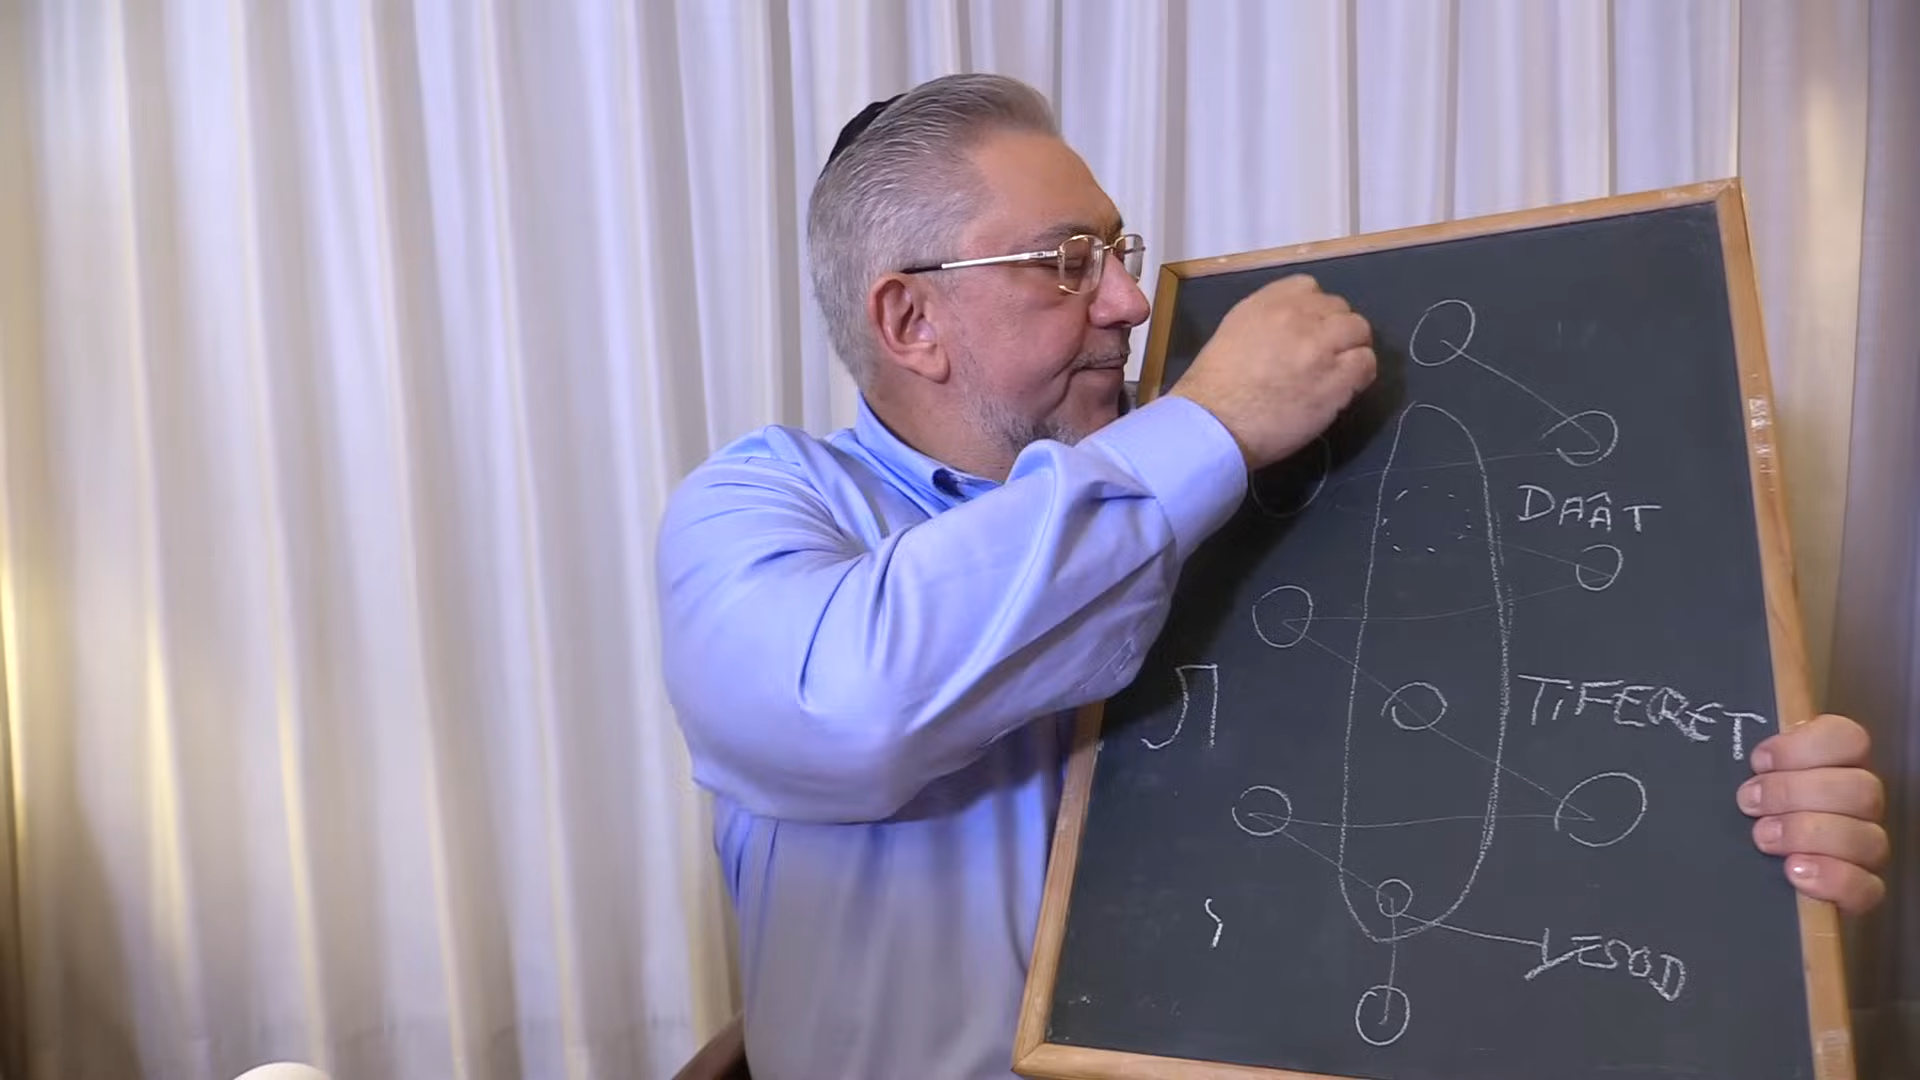 DAÂT
ת
TIFERET
YESOD